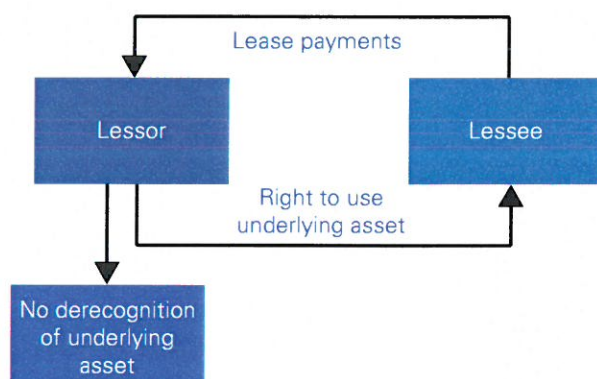 Lease payments
Lessor
Lessee
Right to use
underlying asset
No derecognition
of underlying
asset